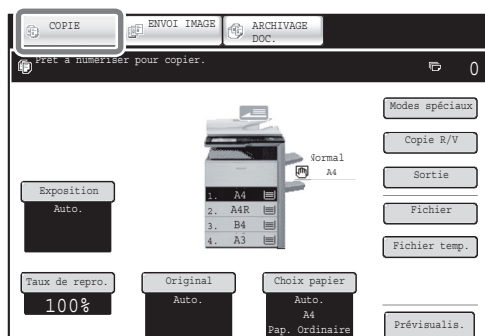 COPIE
ENVOI IMAGE
ARCHIVAGE
DOC.
Prêt à numériser pour copier.
0
Modes spéciaux
Copie R/V
Sortie
Fichier
Fichier temp.
Prévisualis.
Normal
A4
1. A4
2. A4R
3. B4
4. A3
Exposition
Auto.
Taux de repro.
100%
Original
Auto.
Choix papier
Auto.
A4
Pap. Ordinaire